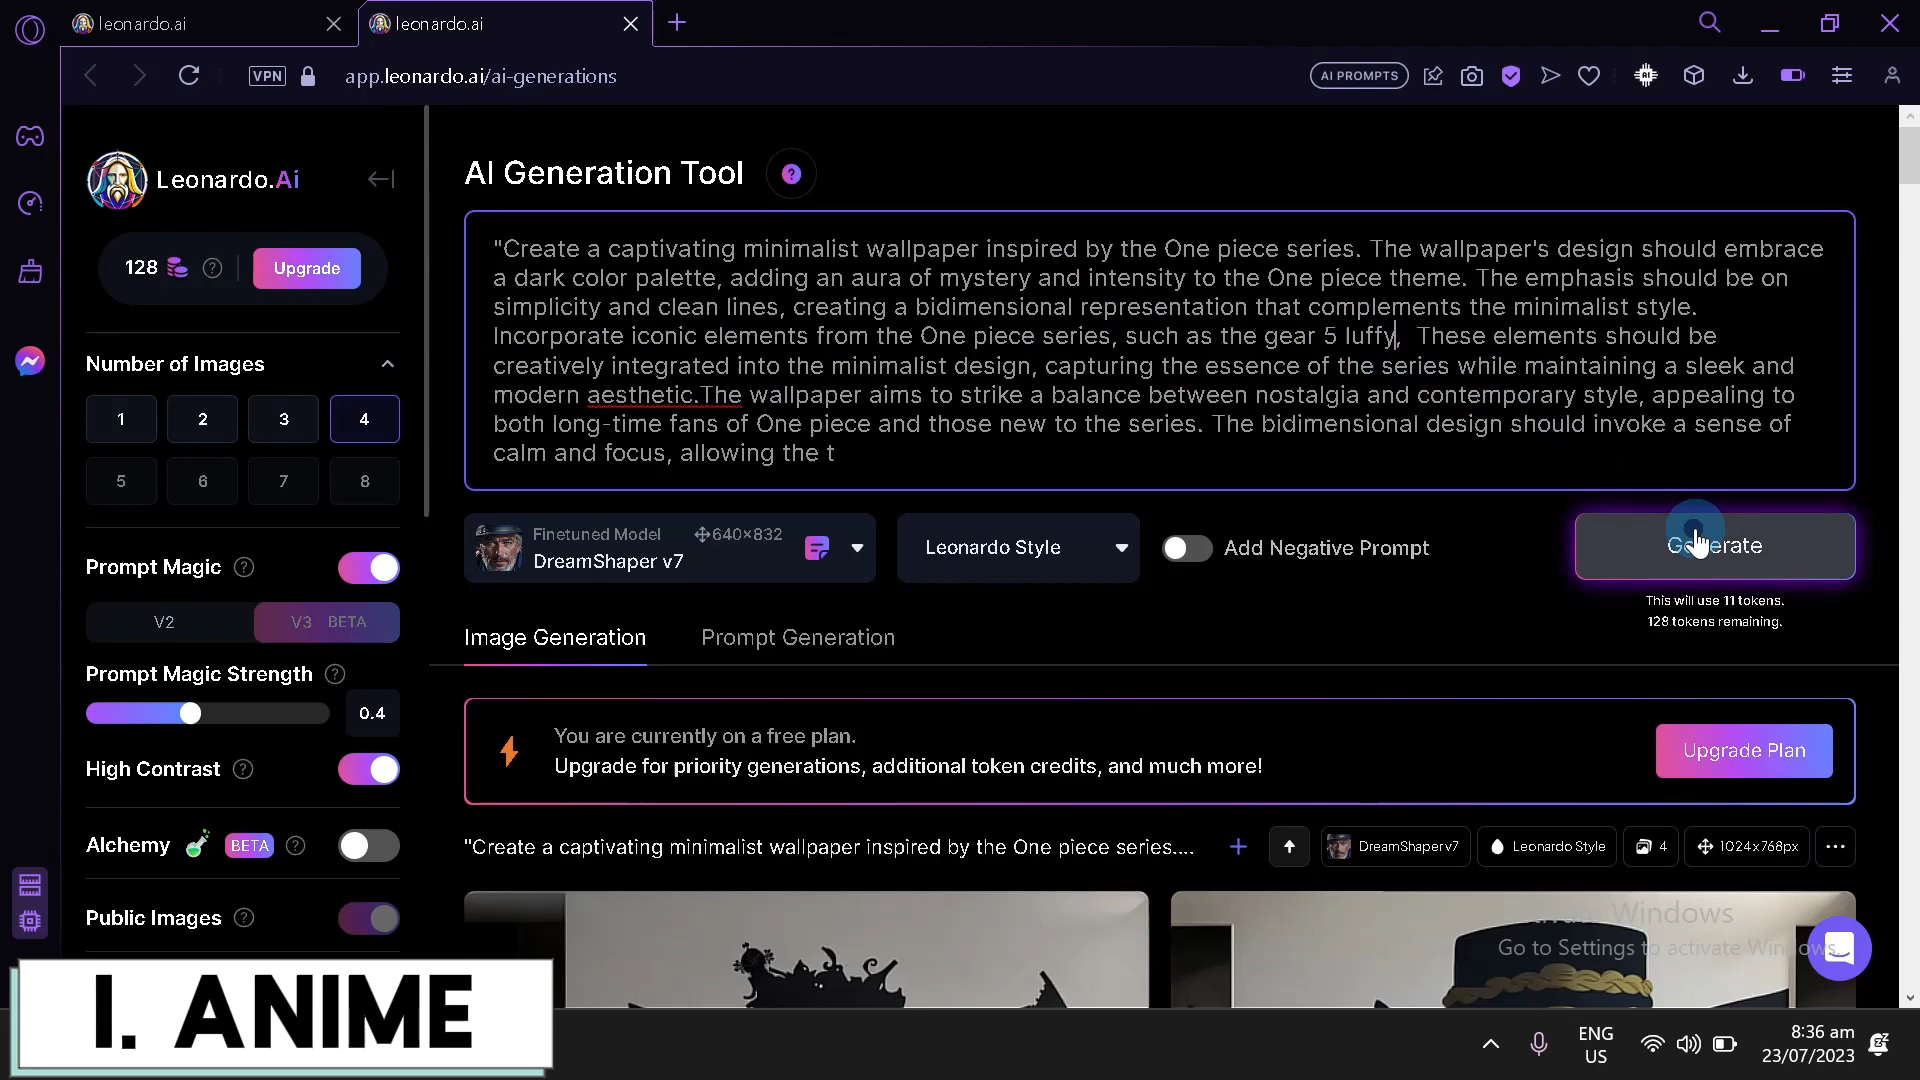 leonardo.ai
leonardo.ai
VPN
app.leonardo.ai/ai-generations
AI PROMPTS
Leonardo.Ai
128
Upgrade
Number of Images
1 2 3 4
5 6 7 8
Prompt Magic
V2 V3 BETA
Prompt Magic Strength
0.4
High Contrast
Alchemy BETA
Public Images
AI Generation Tool
"Create a captivating minimalist wallpaper inspired by the One piece series. The wallpaper's design should embrace
a dark color palette, adding an aura of mystery and intensity to the One piece theme. The emphasis should be on
simplicity and clean lines, creating a bidimensional representation that complements the minimalist style.
Incorporate iconic elements from the One piece series, such as the gear 5 luffy,  These elements should be
creatively integrated into the minimalist design, capturing the essence of the series while maintaining a sleek and
modern aesthetic.The wallpaper aims to strike a balance between nostalgia and contemporary style, appealing to
both long-time fans of One piece and those new to the series. The bidimensional design should invoke a sense of
calm and focus, allowing the t
Finetuned Model 640×832
DreamShaper v7
Leonardo Style
Add Negative Prompt
Generate
This will use 11 tokens.
128 tokens remaining.
Image Generation
Prompt Generation
You are currently on a free plan.
Upgrade for priority generations, additional token credits, and much more!
Upgrade Plan
"Create a captivating minimalist wallpaper inspired by the One piece series....
DreamShaper v7
Leonardo Style
4
1024x768px
Activate Windows
Go to Settings to activate Windows.
I. ANIME
ENG
US
8:36 am
23/07/2023